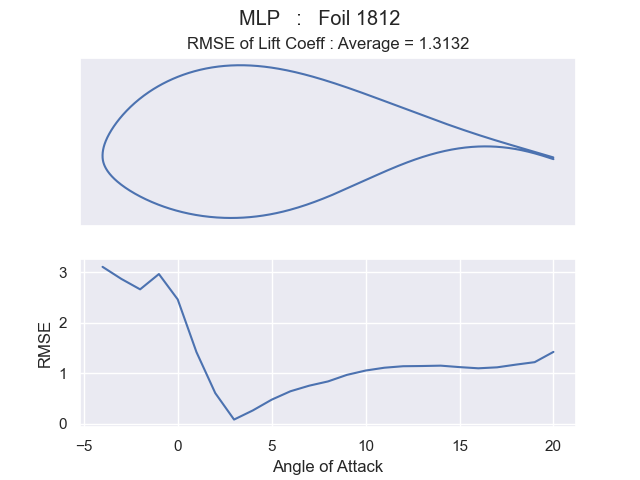 MLP : Foil 1812
RMSE of Lift Coeff : Average = 1.3132
3
2
1
0
RMSE
−5 0 5 10 15 20
Angle of Attack